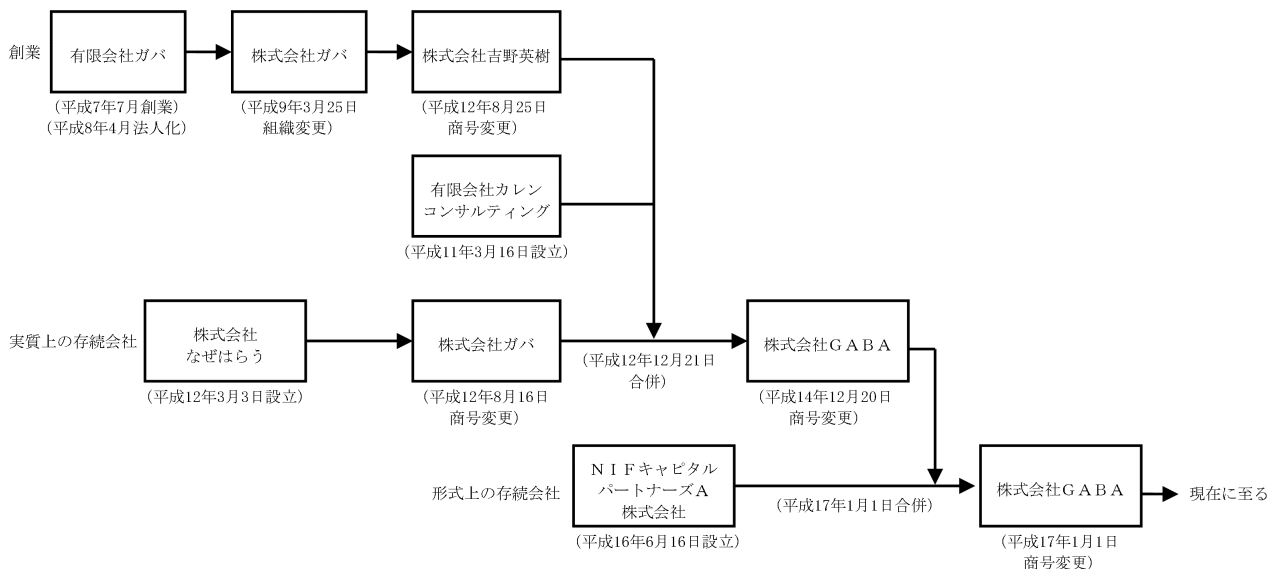 創業
有限会社ガバ
株式会社ガバ
株式会社吉野英樹
(平成7年7月創業)
(平成8年4月法人化)
(平成9年3月25日
組織変更)
(平成12年8月25日
商号変更)
有限会社カレン
コンサルティング
(平成11年3月16日設立)
実質上の存続会社
株式会社
なぜはらう
株式会社ガバ
(平成12年12月21日
合併)
株式会社ＧＡＢＡ
(平成12年3月3日設立)
(平成12年8月16日
商号変更)
(平成14年12月20日
商号変更)
形式上の存続会社
ＮＩＦキャピタル
パートナーズＡ
株式会社
(平成17年1月1日合併)
株式会社ＧＡＢＡ
現在に至る
(平成16年6月16日設立)
(平成17年1月1日
商号変更)